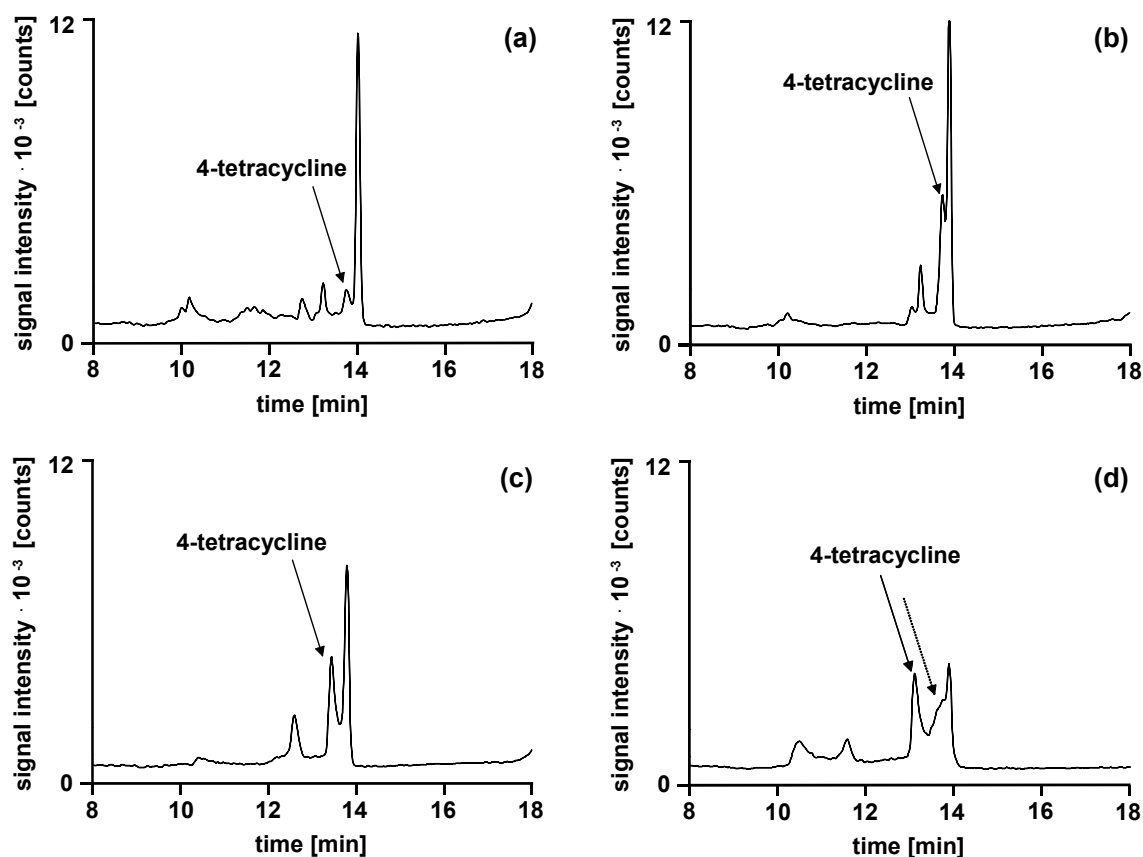 (a)
12
0
signal intensity · 10 ⁻³ [counts]
4-tetracycline
8 10 12 14 16 18
time [min]
(b)
12
0
signal intensity · 10 ⁻³ [counts]
4-tetracycline
8 10 12 14 16 18
time [min]
(c)
12
0
signal intensity · 10 ⁻³ [counts]
4-tetracycline
8 10 12 14 16 18
time [min]
(d)
12
0
signal intensity · 10 ⁻³ [counts]
4-tetracycline
8 10 12 14 16 18
time [min]